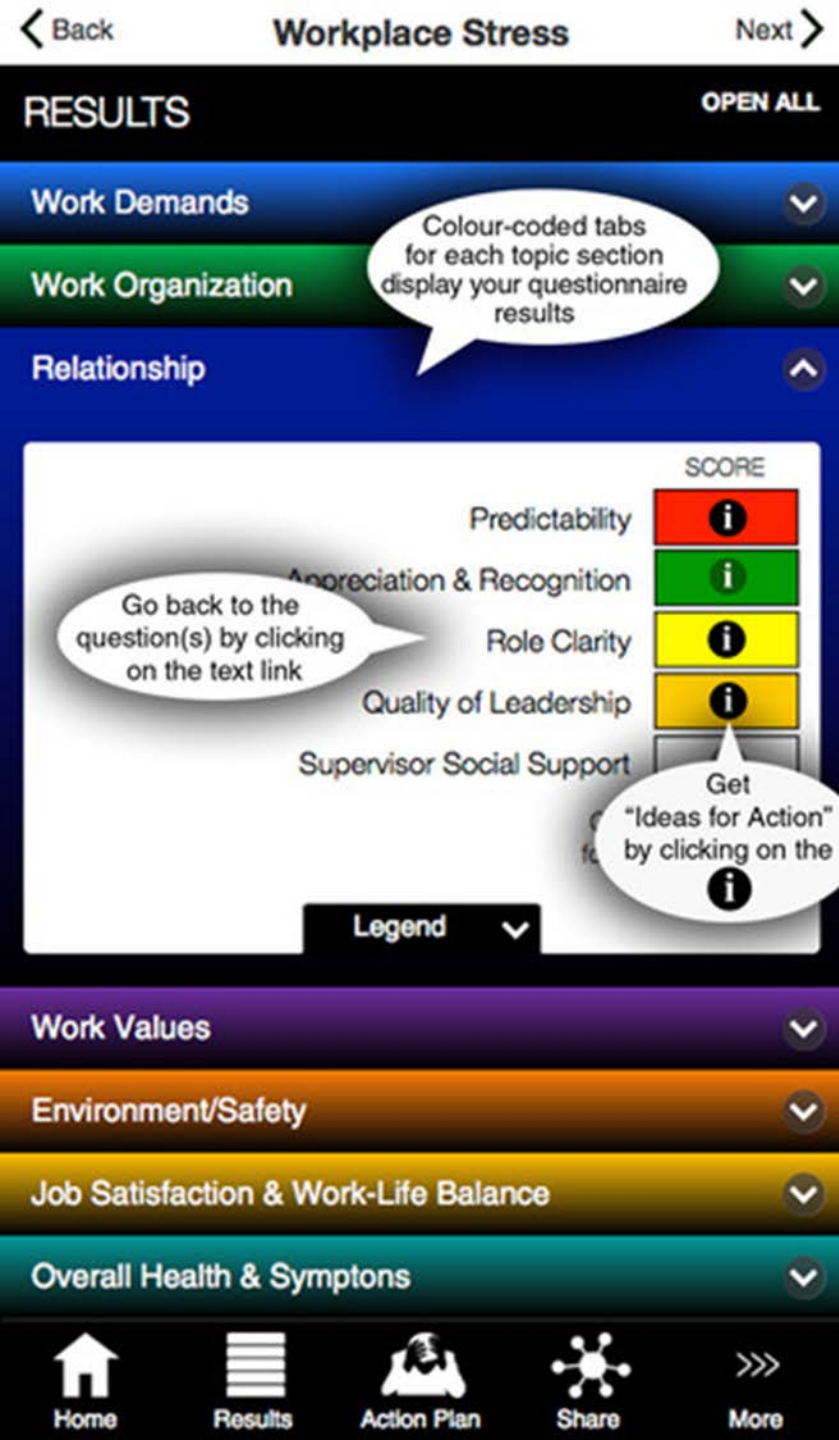 Back
Workplace Stress
Next
RESULTS
OPEN ALL
Work Demands
Colour-coded tabs
for each topic section
display your questionnaire
results
Work Organization
Relationship
SCORE
Predictability
i
Appreciation & Recognition
i
Go back to the
question(s) by clicking
on the text link
Role Clarity
i
Quality of Leadership
i
Supervisor Social Support
Get
"Ideas for Action"
by clicking on the
i
Legend
Work Values
Environment/Safety
Job Satisfaction & Work-Life Balance
Overall Health & Symptons
Home
Results
Action Plan
Share
More